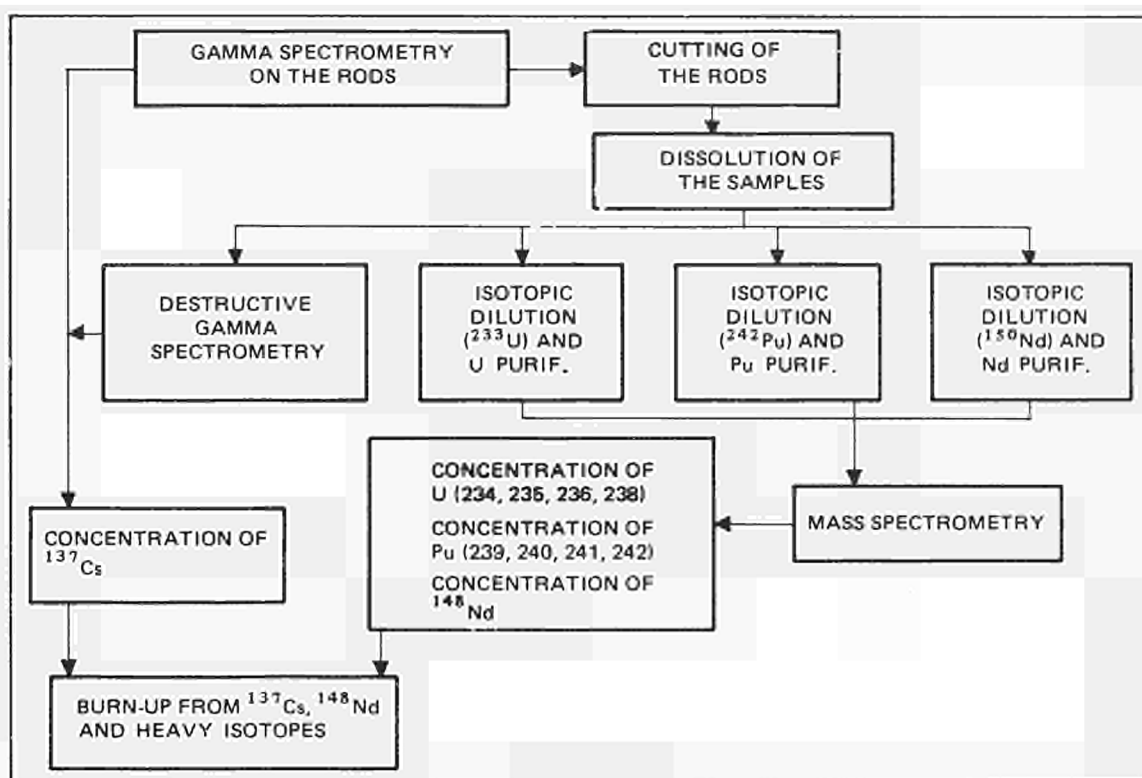 GAMMA SPECTROMETRY
ON THE RODS
CUTTING OF
THE RODS
DISSOLUTION OF
THE SAMPLES
DESTRUCTIVE
GAMMA
SPECTROMETRY
ISOTOPIC
DILUTION
(²³³U) AND
U PURIF.
ISOTOPIC
DILUTION
(²⁴²Pu) AND
Pu PURIF.
ISOTOPIC
DILUTION
(¹⁵⁰Nd) AND
Nd PURIF.
CONCENTRATION OF
U (234, 235, 236, 238)
CONCENTRATION OF
Pu (239, 240, 241, 242)
CONCENTRATION OF
¹⁴⁸Nd
MASS SPECTROMETRY
CONCENTRATION OF
¹³⁷Cs
BURN-UP FROM ¹³⁷Cs, ¹⁴⁸Nd
AND HEAVY ISOTOPES